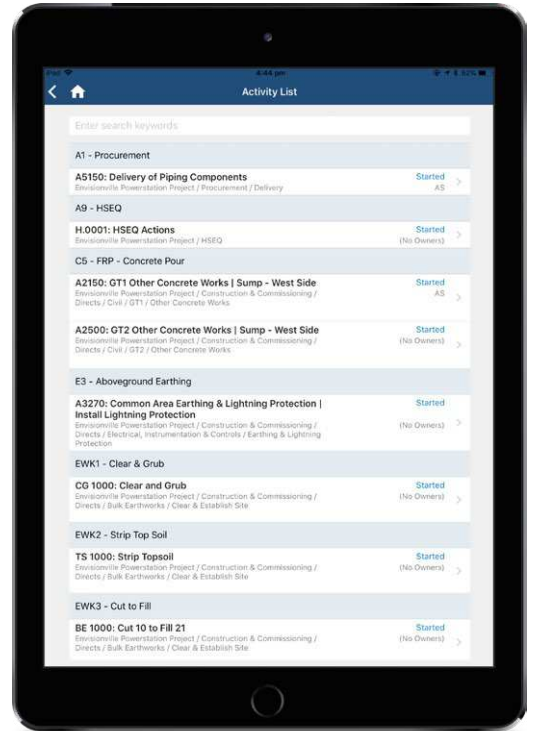 iPad
4:44 pm
82%
Activity List
Enter search keywords
A1 - Procurement
A5150: Delivery of Piping Components
Started
Envisionville Powerstation Project / Procurement / Delivery
AS
A9 - HSEQ
H.0001: HSEQ Actions
Started
Envisionville Powerstation Project / HSEQ
(No Owners)
C5 - FRP - Concrete Pour
A2150: GT1 Other Concrete Works | Sump - West Side
Started
Envisionville Powerstation Project / Construction & Commissioning /
AS
Directs / Civil / GT1 / Other Concrete Works
A2500: GT2 Other Concrete Works | Sump - West Side
Started
Envisionville Powerstation Project / Construction & Commissioning /
(No Owners)
Directs / Civil / GT2 / Other Concrete Works
E3 - Aboveground Earthing
A3270: Common Area Earthing & Lightning Protection |
Started
Install Lightning Protection
Envisionville Powerstation Project / Construction & Commissioning /
(No Owners)
Directs / Electrical, Instrumentation & Controls / Earthing & Lightning
Protection
EWK1 - Clear & Grub
CG 1000: Clear and Grub
Started
Envisionville Powerstation Project / Construction & Commissioning /
(No Owners)
Directs / Bulk Earthworks / Clear & Establish Site
EWK2 - Strip Top Soil
TS 1000: Strip Topsoil
Started
Envisionville Powerstation Project / Construction & Commissioning /
(No Owners)
Directs / Bulk Earthworks / Clear & Establish Site
EWK3 - Cut to Fill
BE 1000: Cut 10 to Fill 21
Started
Envisionville Powerstation Project / Construction & Commissioning /
(No Owners)
Directs / Bulk Earthworks / Clear & Establish Site